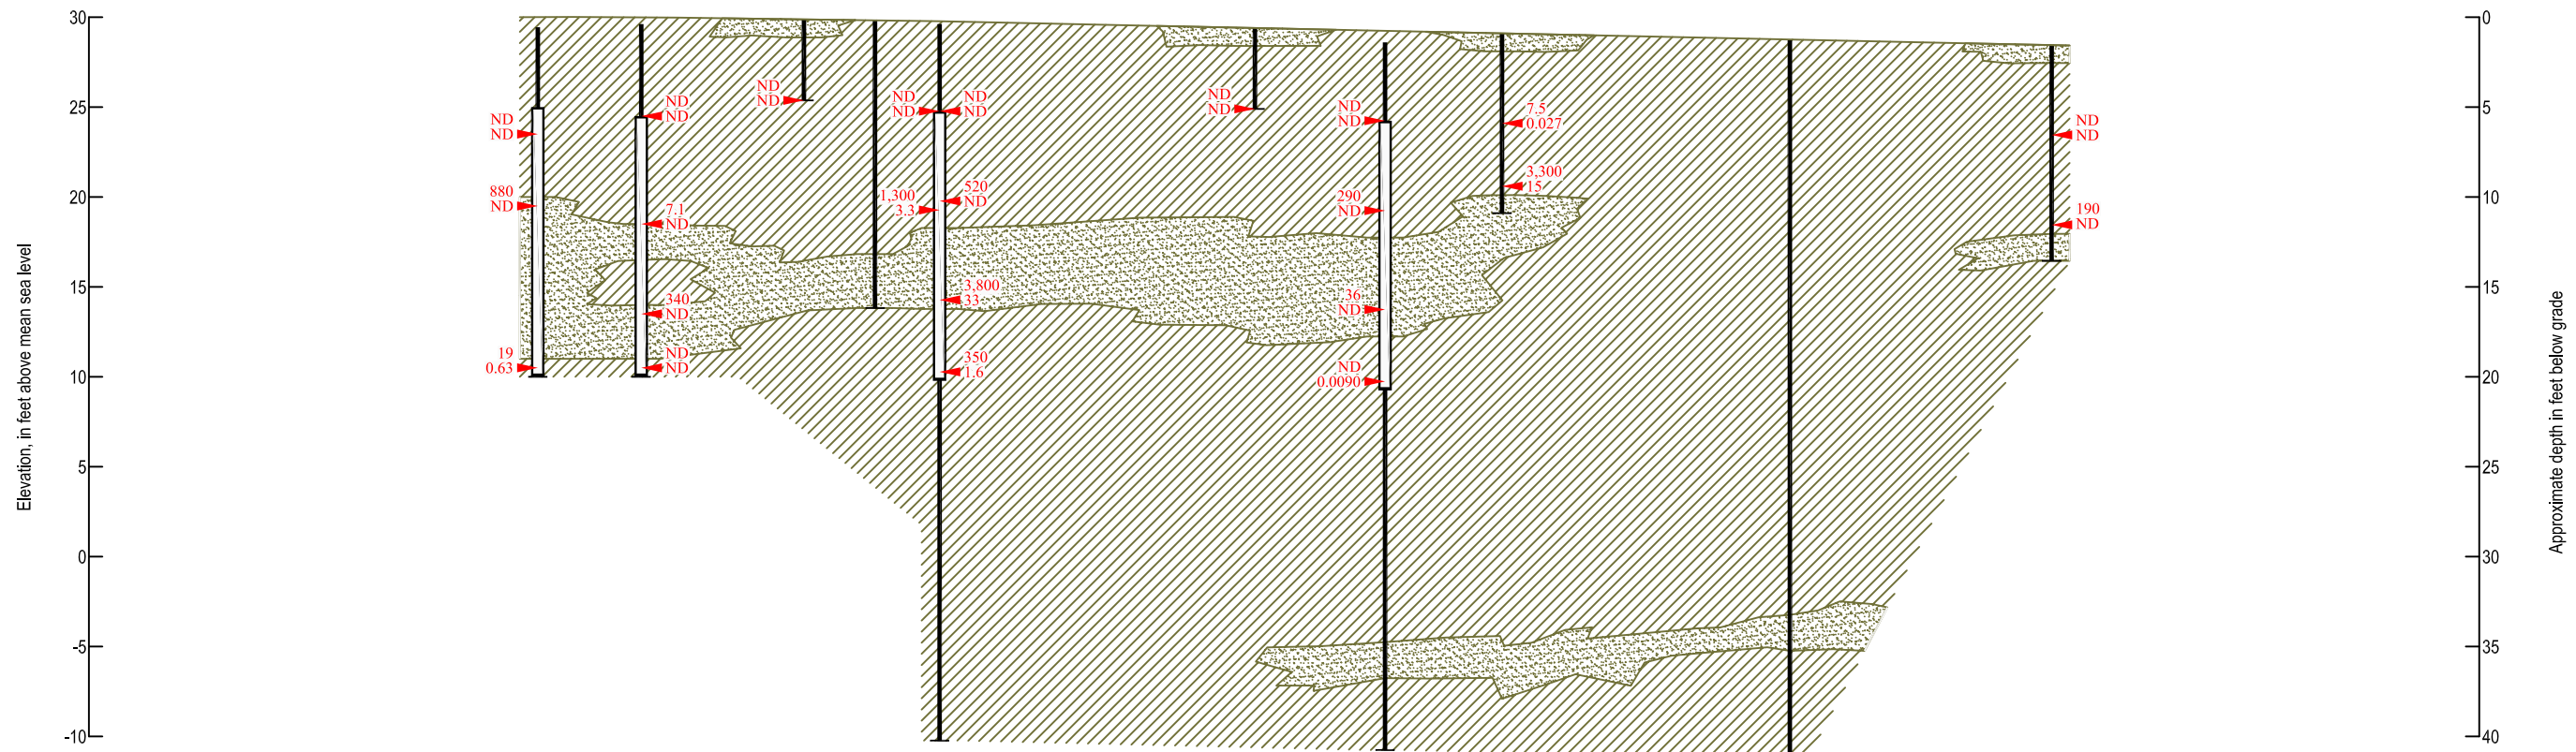 Elevation, in feet above mean sea level
30
25
20
15
10
5
0
-5
-10
ND
ND
880
ND
19
0.63
ND
ND
7.1
ND
340
ND
ND
ND
ND
ND
ND
ND
1,300
3.3
ND
ND
520
ND
3,800
33
350
1.6
ND
ND
ND
ND
290
ND
36
ND
ND
0.0090
7.5
0.027
3,300
15
ND
ND
190
ND
0
5
10
15
20
25
30
35
40
Approximate depth in feet below grade